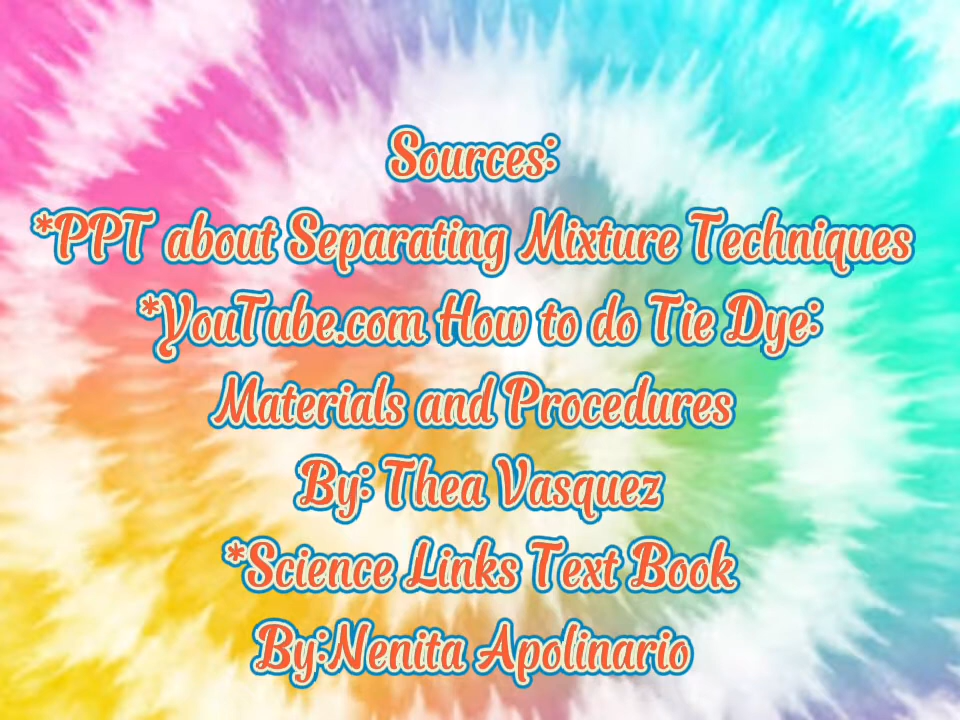 Sources:
*PPT about Separating Mixture Techniques
*YouTube.com How to do Tie Dye:
Materials and Procedures
By: Thea Vasquez
*Science Links Text Book
By:Nenita Apolinario